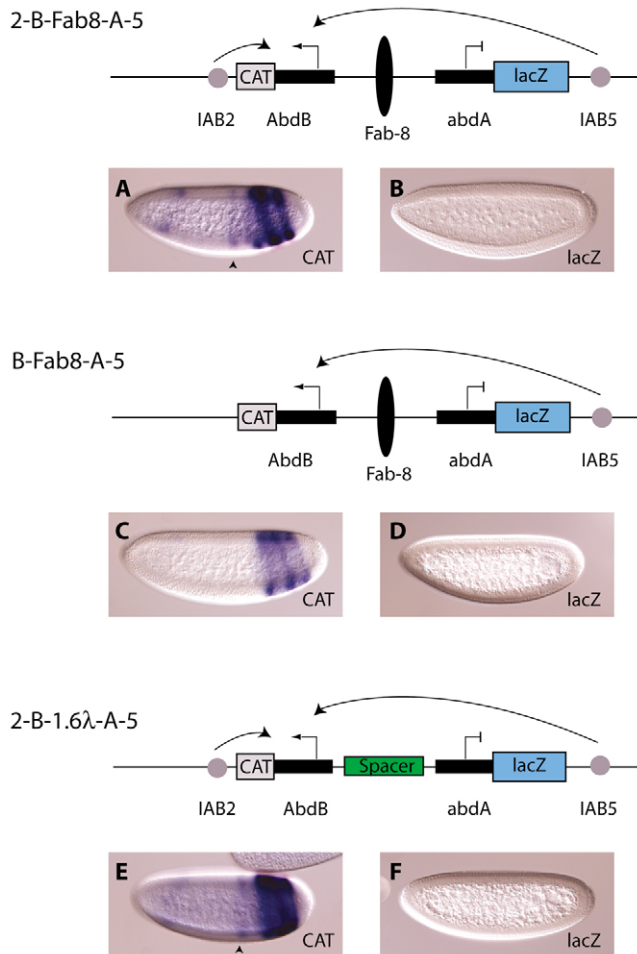 2-B-Fab8-A-5
CAT lacZ
IAB2 AbdB Fab-8 abdA IAB5
A CAT B lacZ
B-Fab8-A-5
CAT lacZ
AbdB Fab-8 abdA IAB5
C CAT D lacZ
2-B-1.6λ-A-5
CAT Spacer lacZ
IAB2 AbdB abdA IAB5
E CAT F lacZ